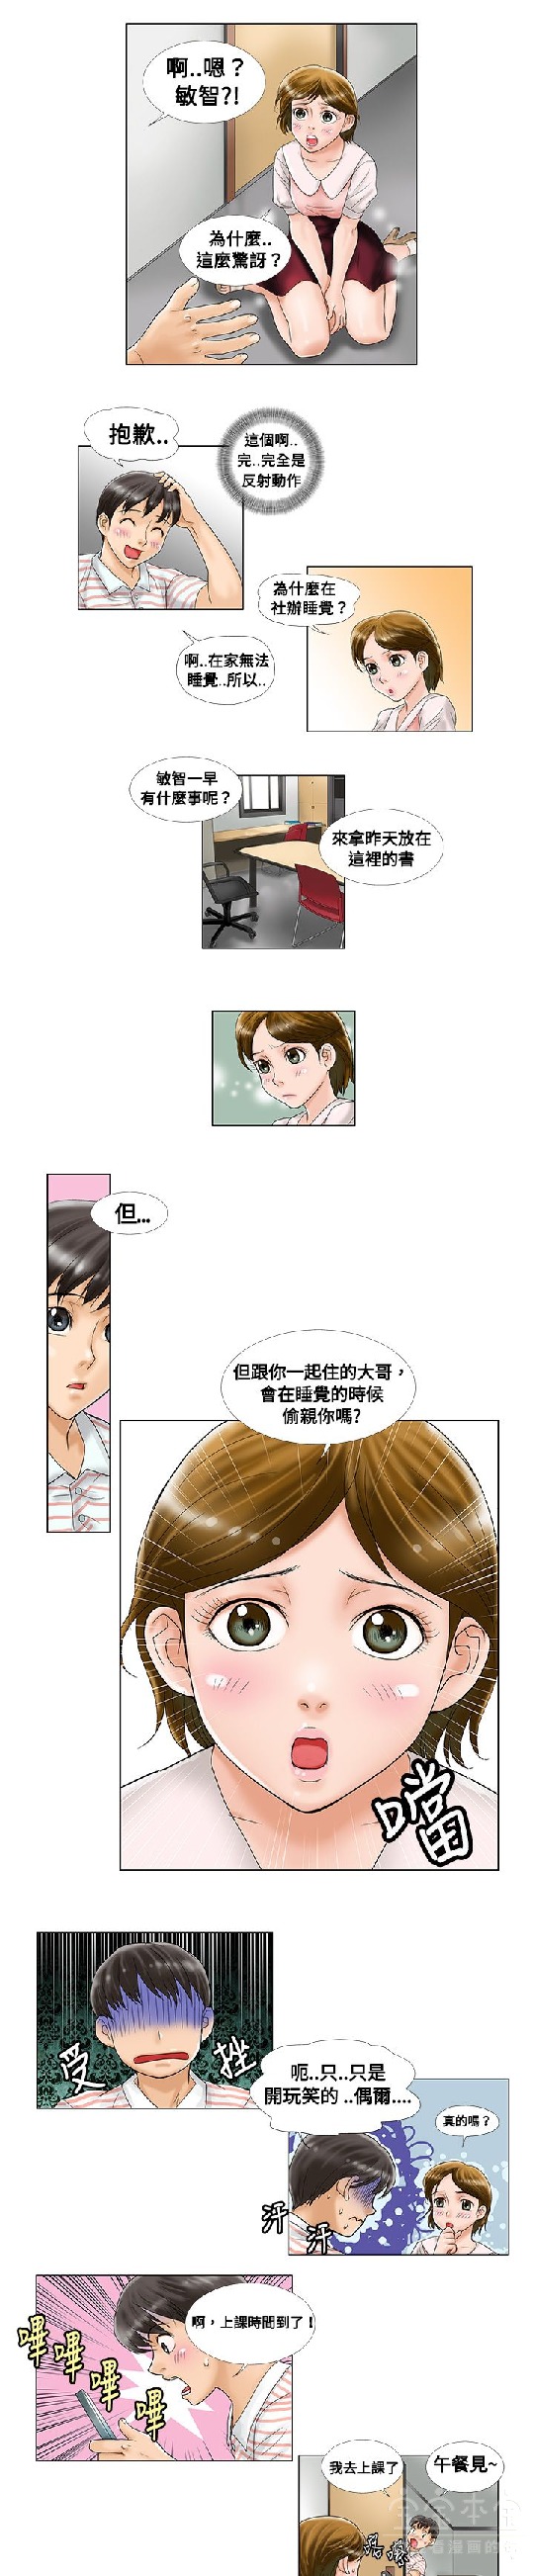 啊..嗯？
敏智?!
為什麼..
這麼驚訝？
抱歉..
這個啊..
完..完全是
反射動作
為什麼在
社辦睡覺？
啊..在家無法
睡覺..所以..
敏智一早
有什麼事呢？
來拿昨天放在
這裡的書
但...
但跟你一起住的大哥，
會在睡覺的時候
偷親你嗎?
噹
受
挫
呃..只..只是
開玩笑的 ..偶爾....
真的嗎？
汗
汗
啊，上課時間到了！
嗶
嗶
嗶
嗶
我去上課了
午餐見~